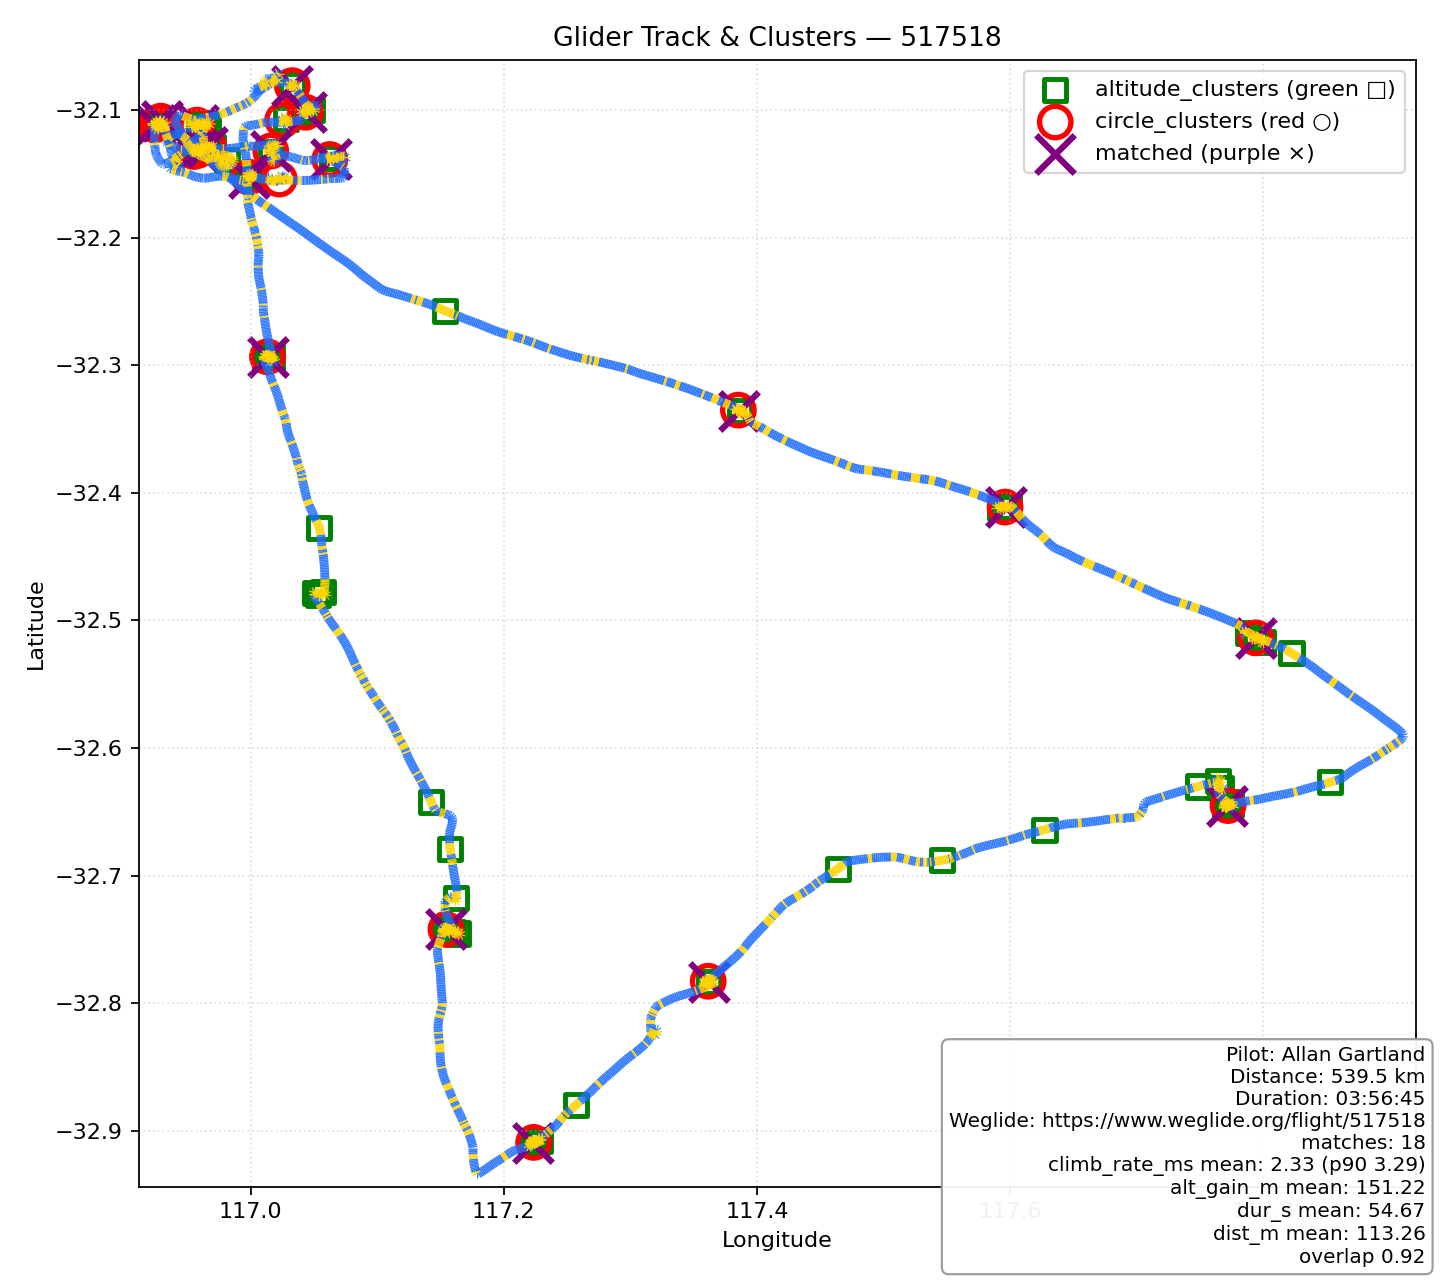 Glider Track & Clusters — 517518
altitude_clusters (green □)
circle_clusters (red ○)
matched (purple ×)
−32.1
−32.2
−32.3
−32.4
−32.5
−32.6
−32.7
−32.8
−32.9
Latitude
117.0
117.2
117.4
117.6
Longitude
Pilot: Allan Gartland
Distance: 539.5 km
Duration: 03:56:45
Weglide: https://www.weglide.org/flight/517518
matches: 18
climb_rate_ms mean: 2.33 (p90 3.29)
alt_gain_m mean: 151.22
dur_s mean: 54.67
dist_m mean: 113.26
overlap 0.92